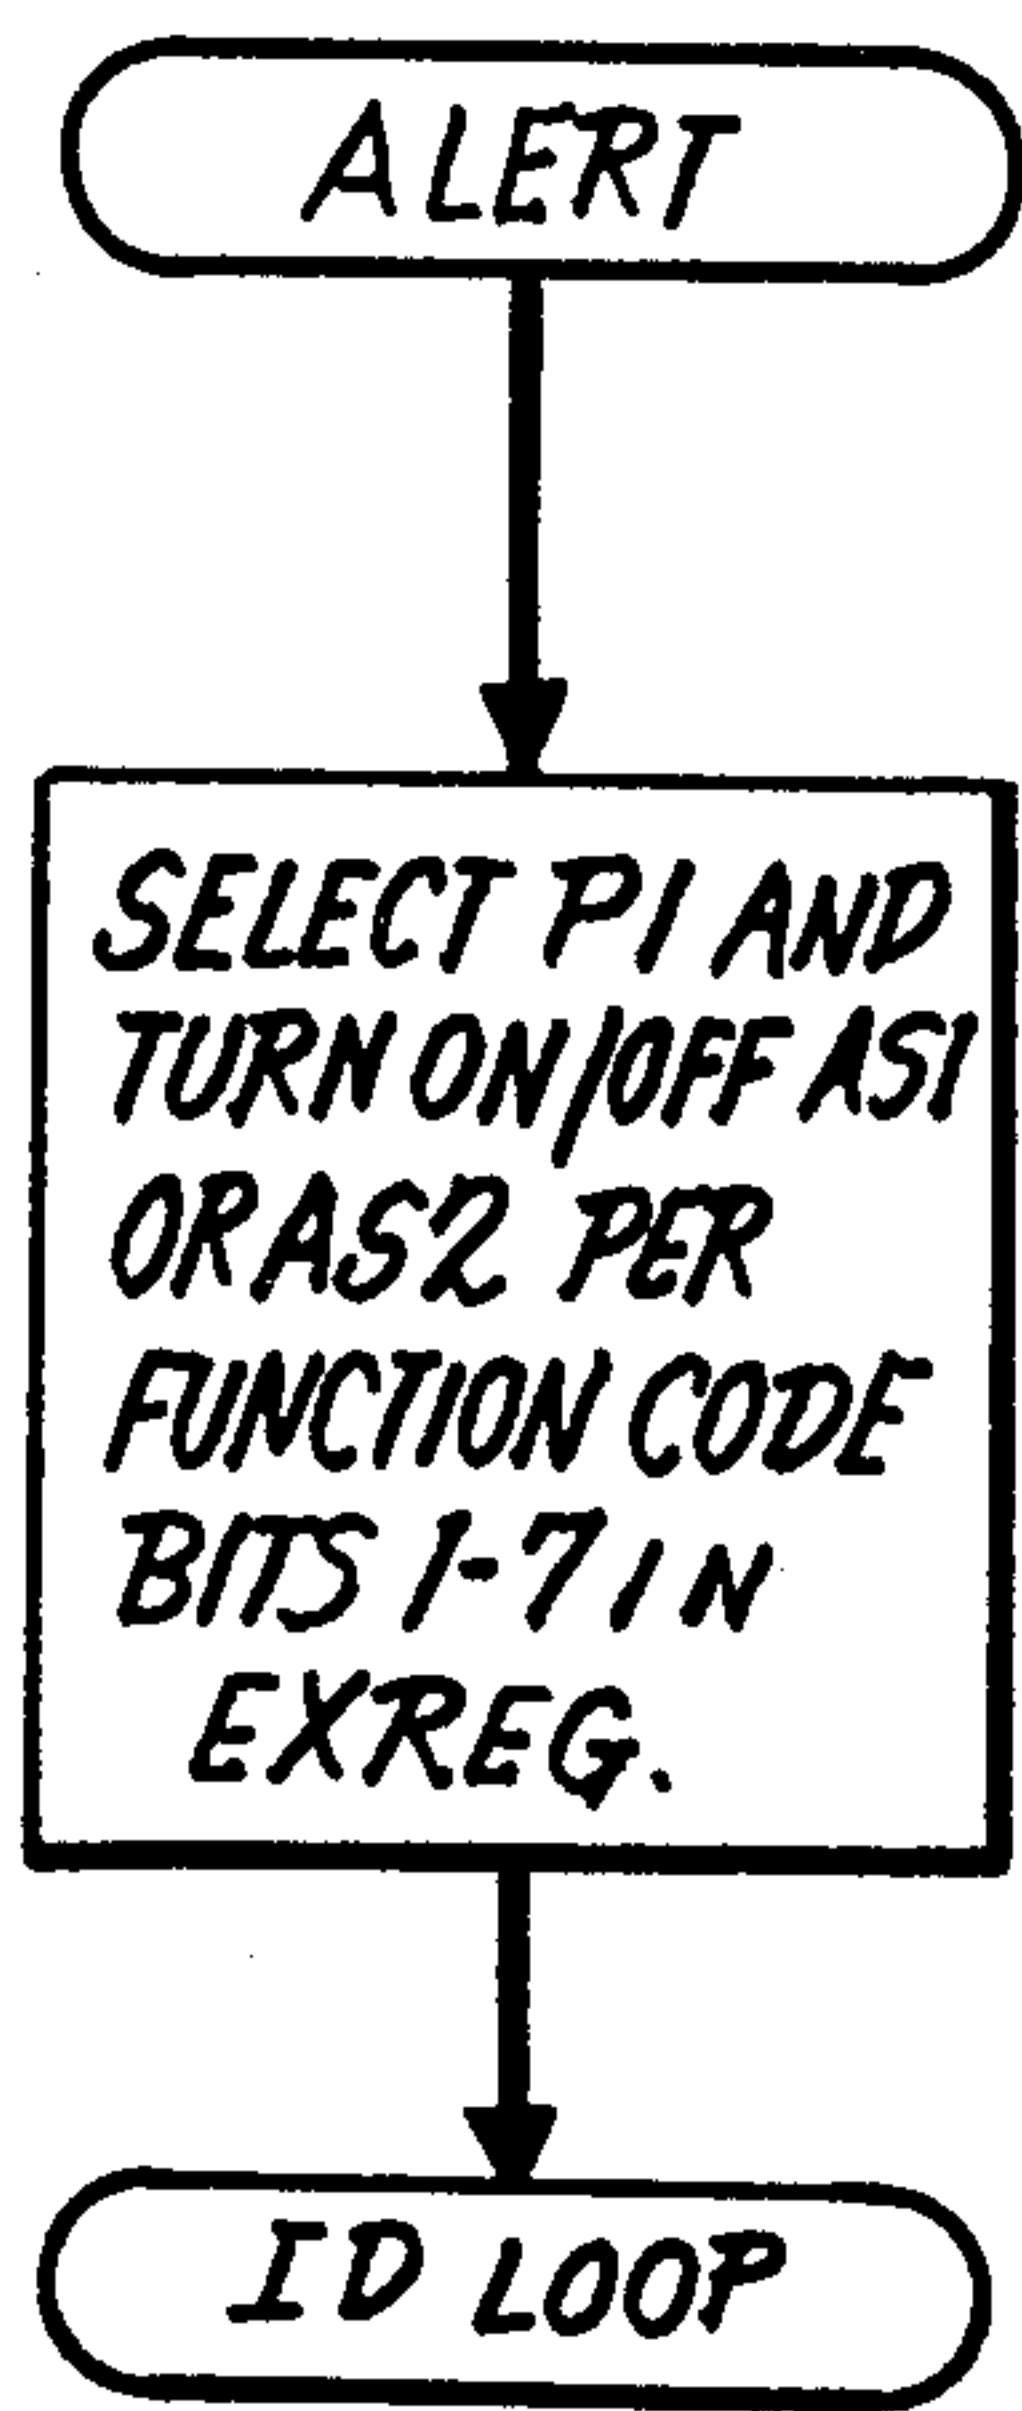 ALERT
SELECT P1 AND
TURN ON/OFF AS1
OR AS2 PER
FUNCTION CODE
BITS 1-7 IN
EXREG.
ID LOOP